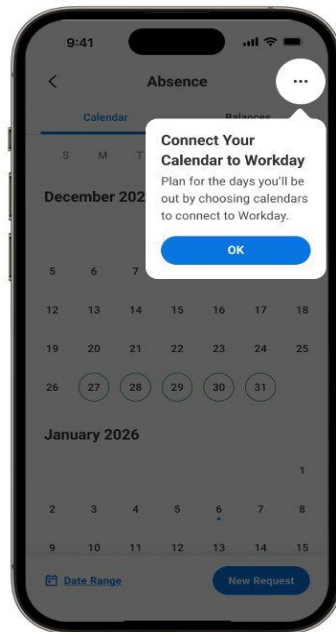 9:41
Absence
Calendar Balances
Connect Your
Calendar to Workday
Plan for the days you'll be
out by choosing calendars
to connect to Workday.
OK
S M T
December 202
5 6 7
12 13 14 15 16 17 18
19 20 21 22 23 24 25
26 27 28 29 30 31
January 2026
1
2 3 4 5 6 7 8
9 10 11 12 13 14 15
Date Range New Request